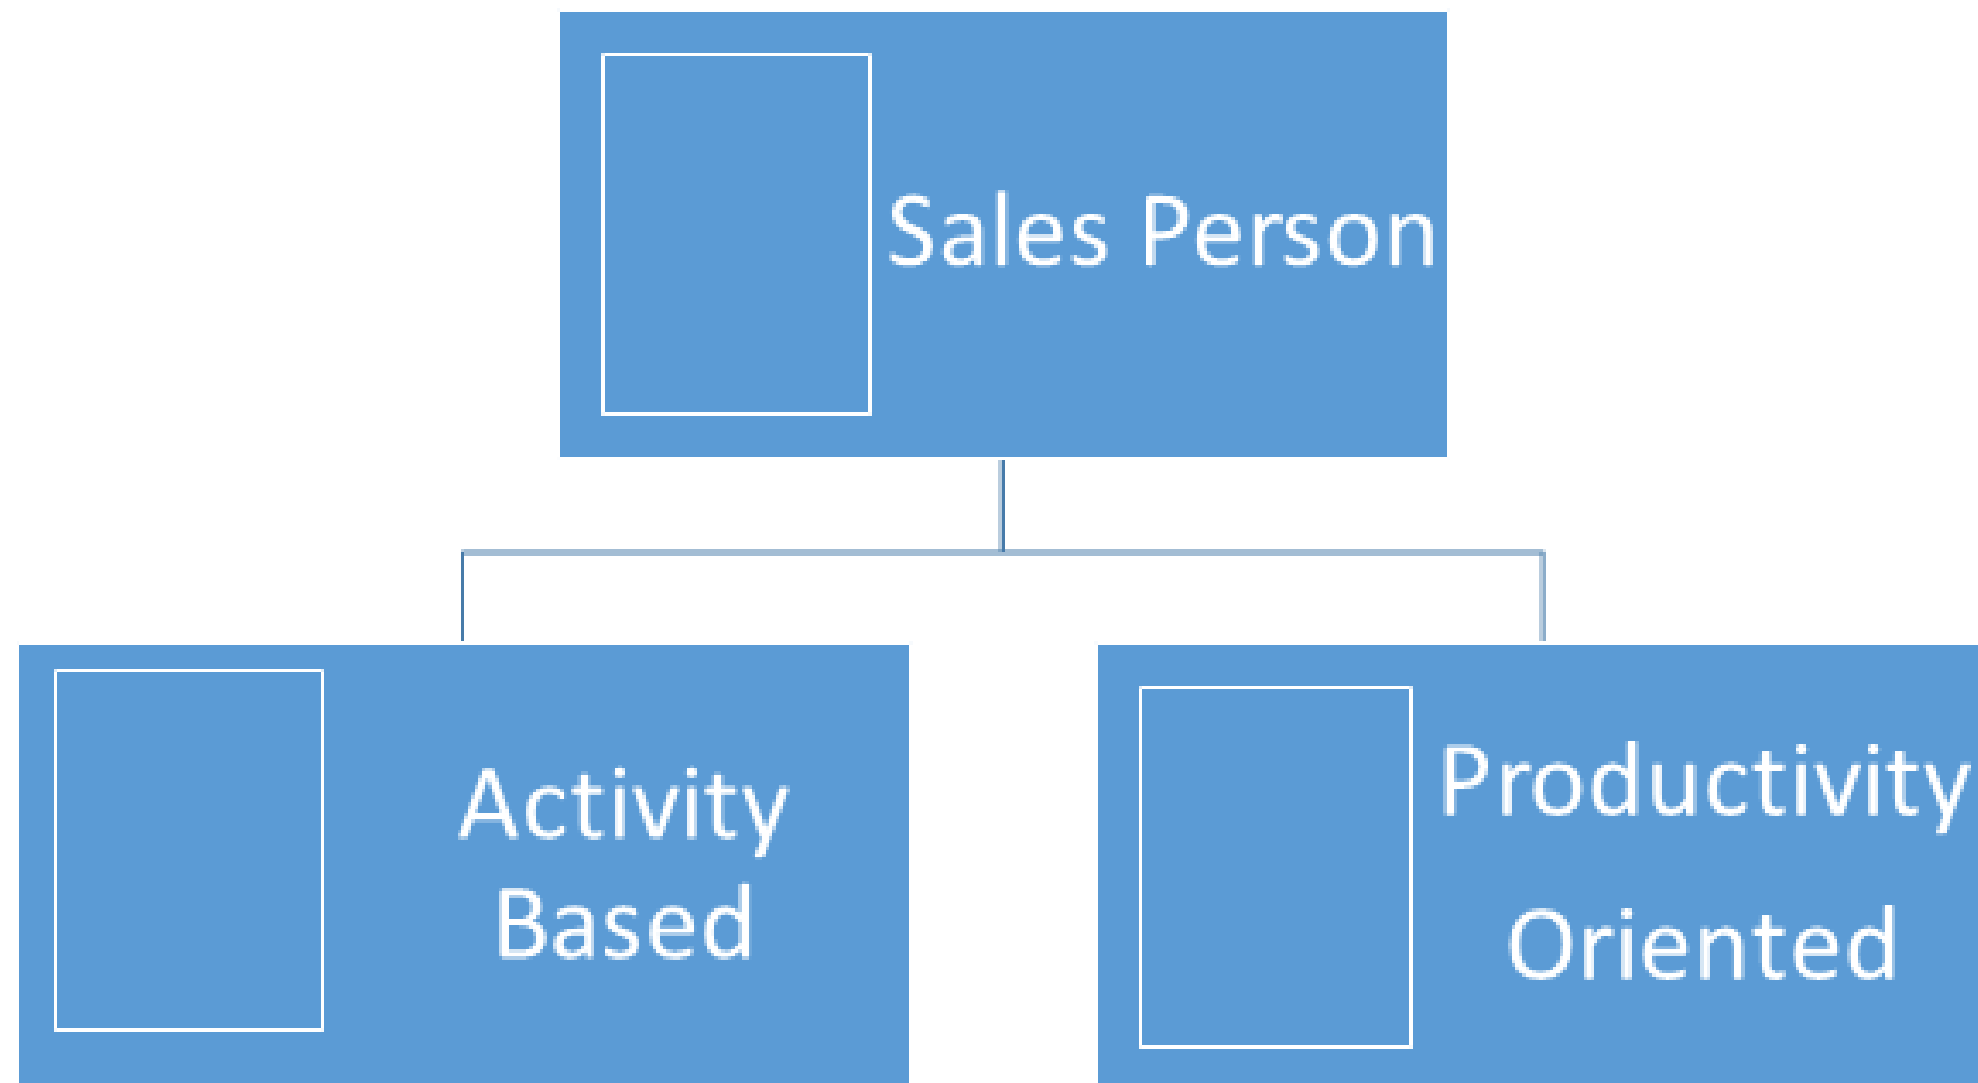 Sales Person
Activity
Based
Productivity
Oriented